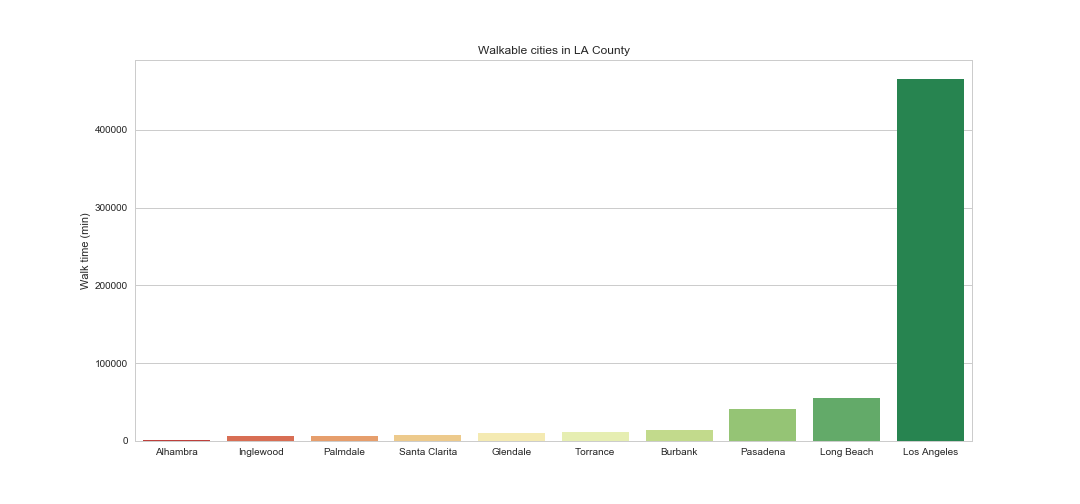 Walkable cities in LA County
Walk time (min)
400000
300000
200000
100000
0
Alhambra Inglewood Palmdale Santa Clarita Glendale Torrance Burbank Pasadena Long Beach Los Angeles